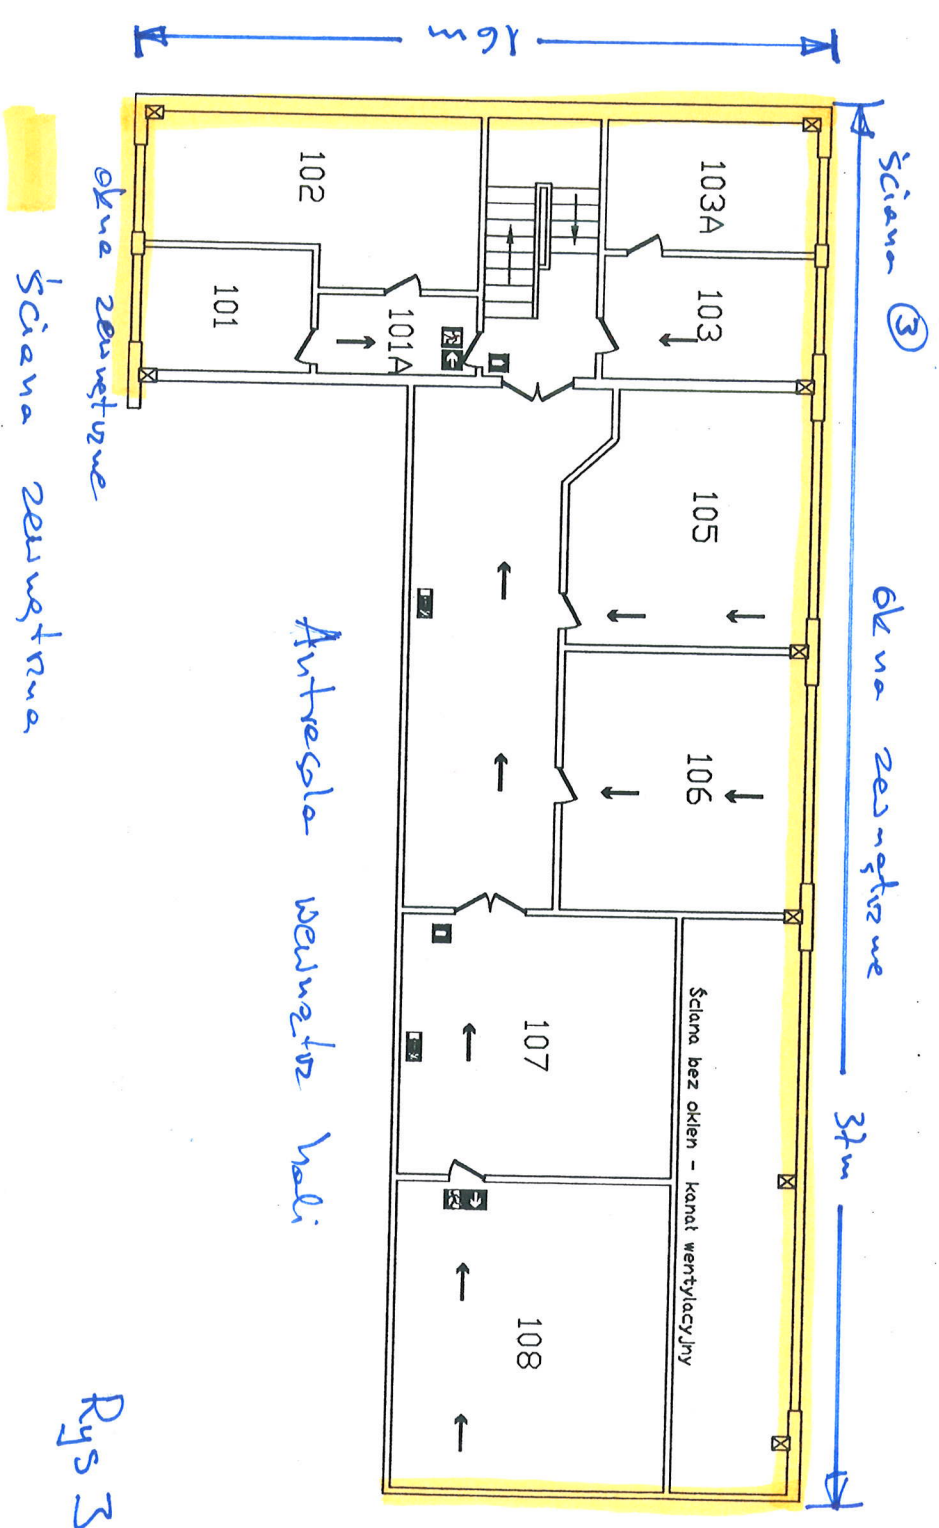 16m
ściana ③
okna zewnętrzne
37m
103A
102
103
101
101A
105
106
107
108
Ściana bez okien - kanał wentylacyjny
Antresola wewnątrz hali
okna zewnętrzne
Ściana zewnętrzna
Rys 3